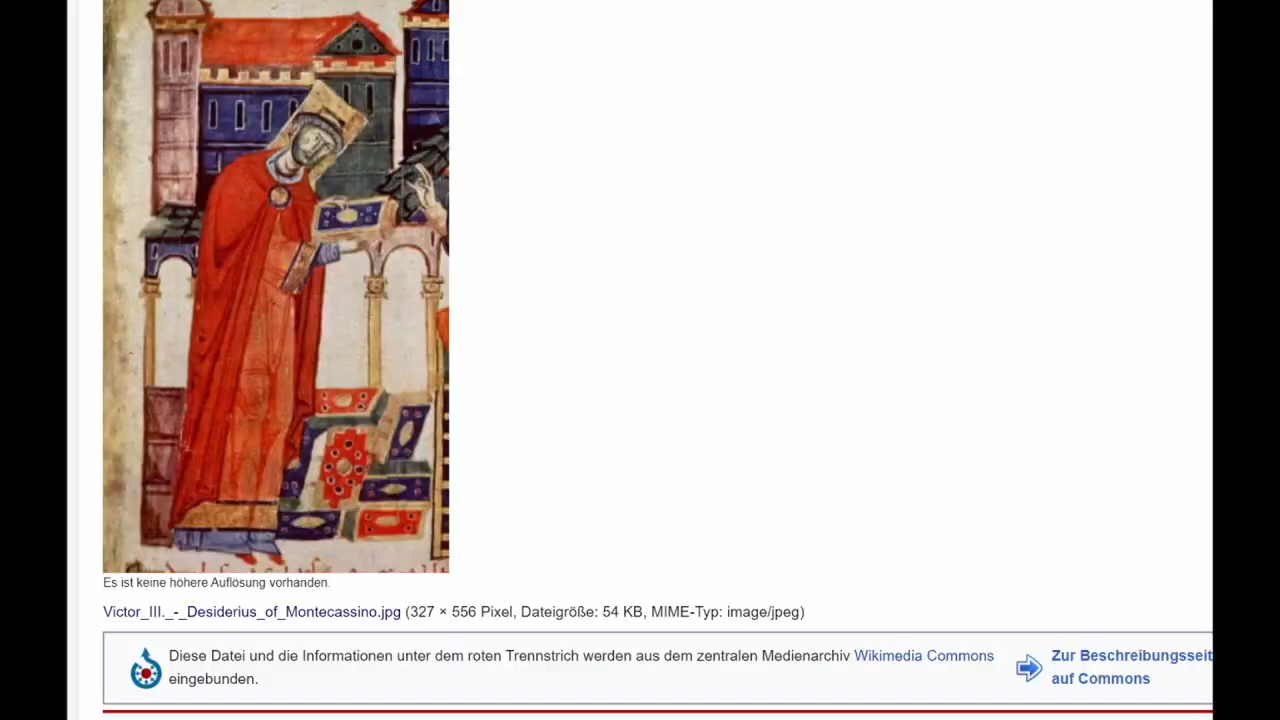 Es ist keine höhere Auflösung vorhanden.
Victor_III._-_Desiderius_of_Montecassino.jpg (327 × 556 Pixel, Dateigröße: 54 KB, MIME-Typ: image/jpeg)
Diese Datei und die Informationen unter dem roten Trennstrich werden aus dem zentralen Medienarchiv Wikimedia Commons
eingebunden.
Zur Beschreibungsseit
auf Commons